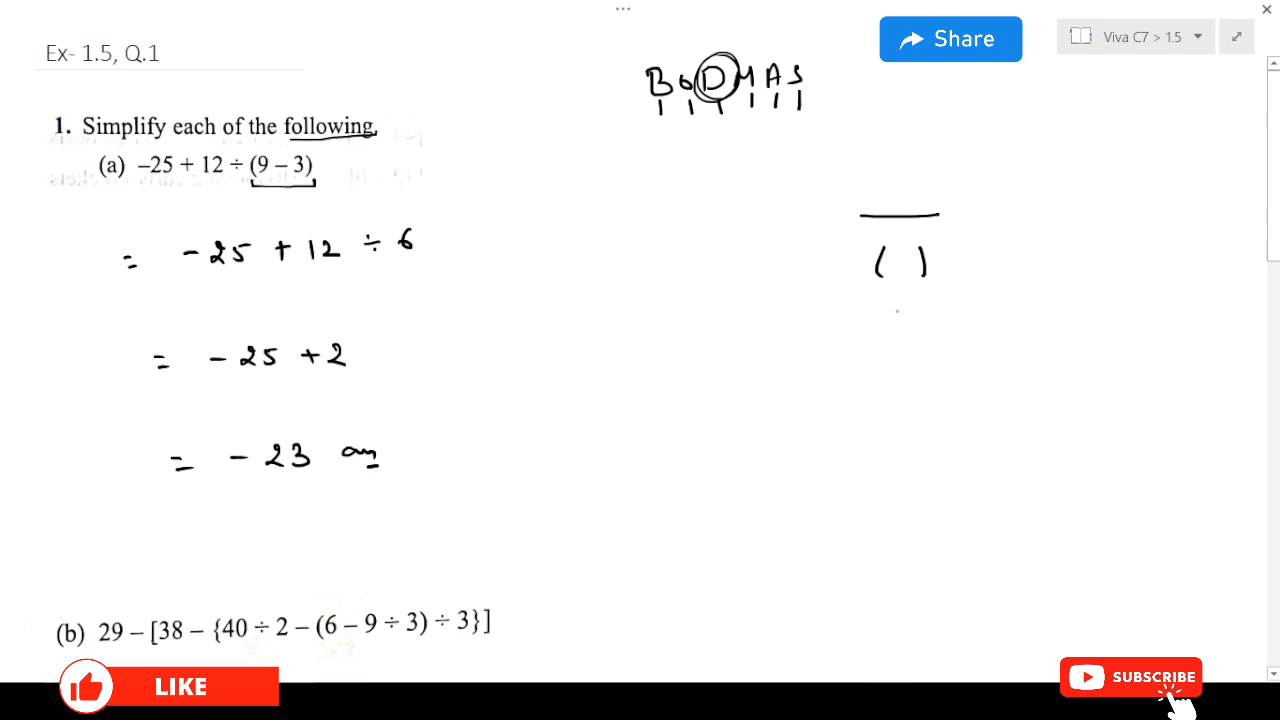 Ex- 1.5, Q.1
Share
Viva C7 > 1.5
BODMAS
1. Simplify each of the following.
(a) –25 + 12 ÷ (9 – 3)
= - 25 + 12 ÷ 6
( )
= - 25 + 2
= - 23 ans
(b) 29 – [38 – {40 ÷ 2 – (6 – 9 ÷ 3) ÷ 3}]
LIKE
SUBSCRIBE